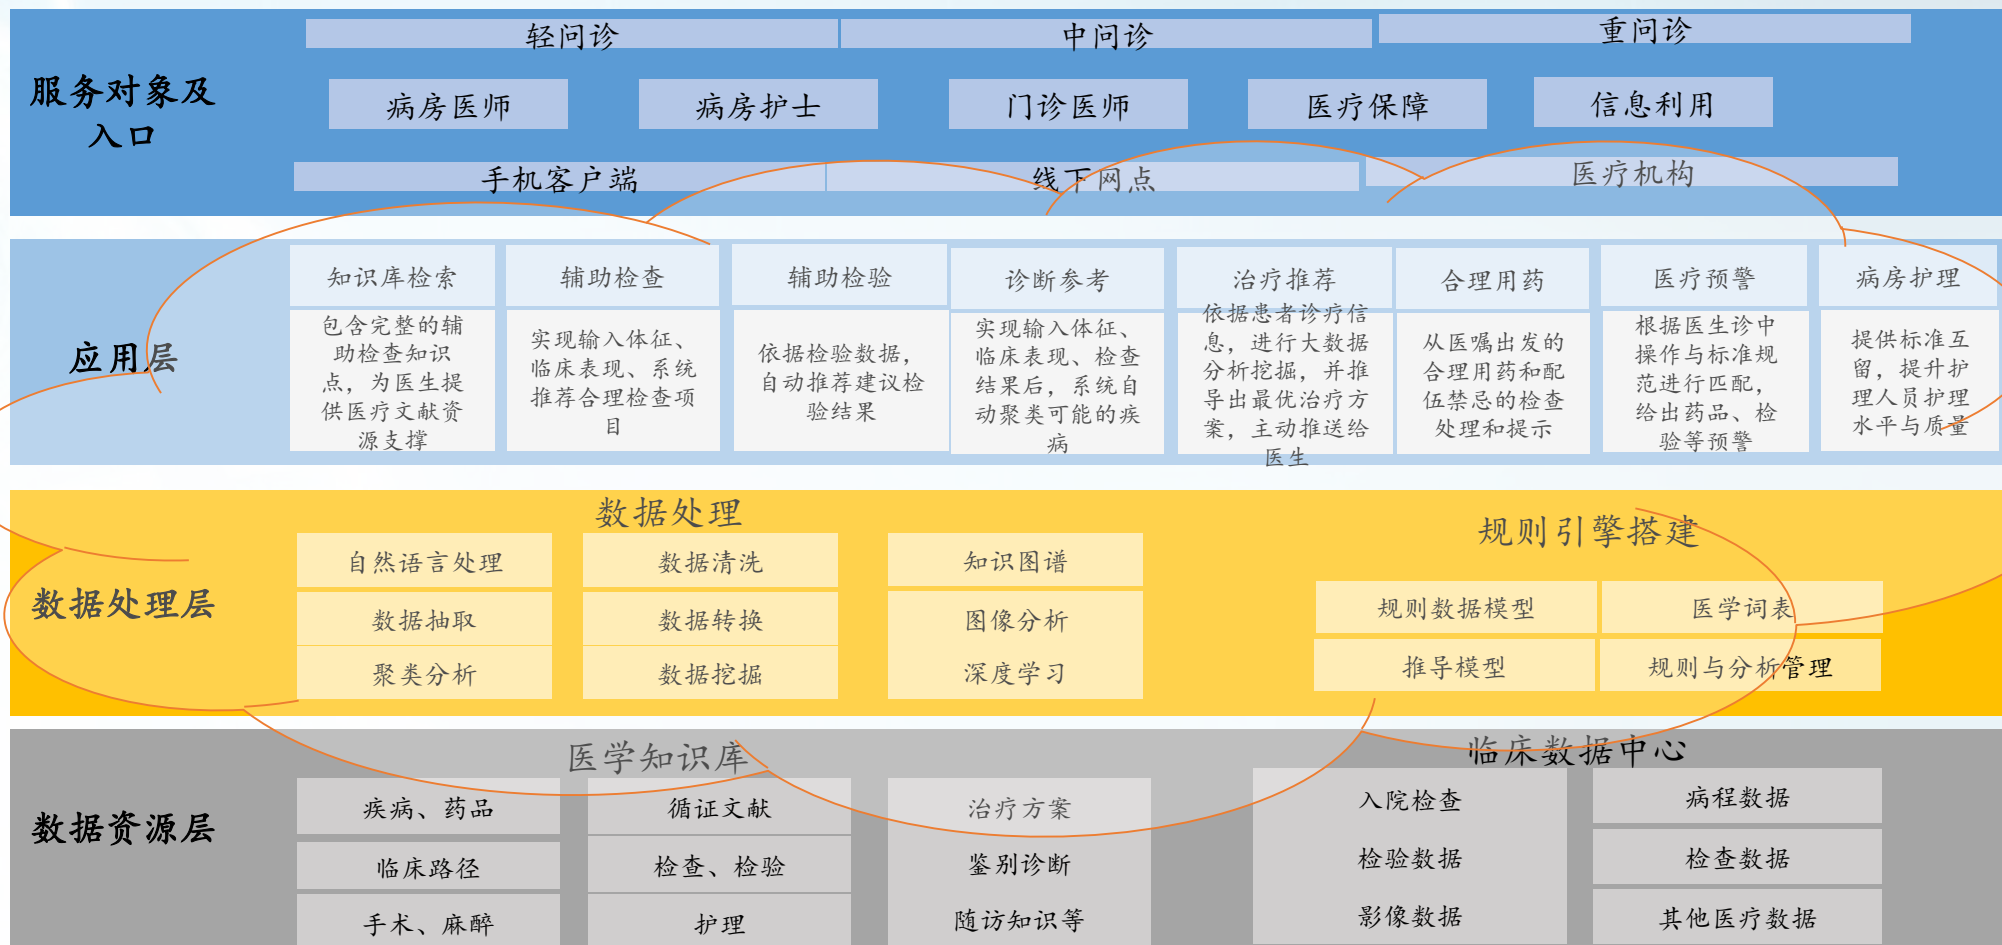 轻问诊
中问诊
重问诊
服务对象及
入口
病房医师
病房护士
门诊医师
医疗保障
信息利用
手机客户端
线下网点
医疗机构
应用层
知识库检索
包含完整的辅
助检查知识
点，为医生提
供医疗文献资
源支撑
辅助检查
实现输入体征、
临床表现、系统
推荐合理检查项
目
辅助检验
依据检验数据，
自动推荐建议检
验结果
诊断参考
实现输入体征、
临床表现、检查
结果后，系统自
动聚类可能的疾
病
治疗推荐
依据患者诊疗信
息，进行大数据
分析挖掘，并推
导出最优治疗方
案，主动推送给
医生
合理用药
从医嘱出发的
合理用药和配
伍禁忌的检查
处理和提示
医疗预警
根据医生诊中
操作与标准规
范进行匹配，
给出药品、检
验等预警
病房护理
提供标准互
留，提升护
理人员护理
水平与质量
数据处理层
数据处理
自然语言处理
数据清洗
知识图谱
数据抽取
数据转换
图像分析
聚类分析
数据挖掘
深度学习
规则引擎搭建
规则数据模型
医学词表
推导模型
规则与分析管理
数据资源层
医学知识库
疾病、药品
循证文献
治疗方案
临床路径
检查、检验
鉴别诊断
手术、麻醉
护理
随访知识等
临床数据中心
入院检查
病程数据
检验数据
检查数据
影像数据
其他医疗数据